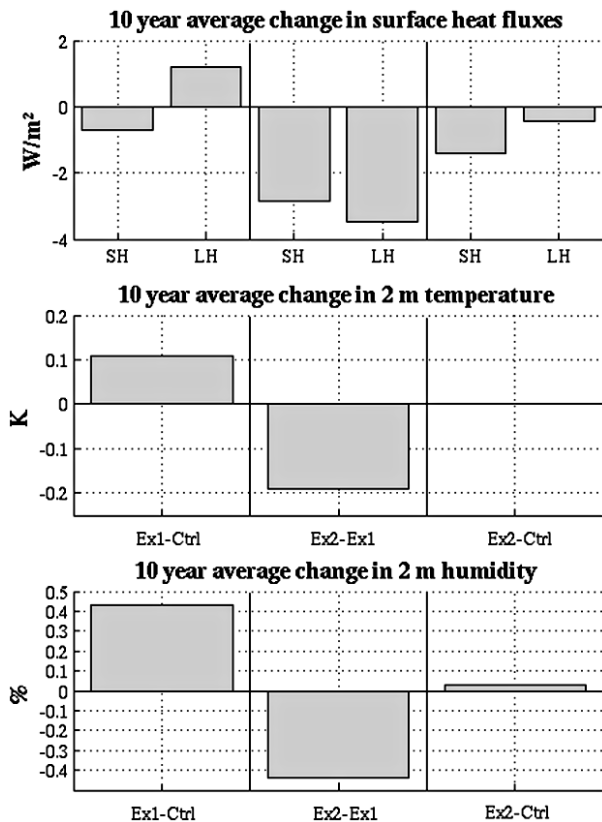 10 year average change in surface heat fluxes
2
0
-2
-4
W/m²
SH LH SH LH SH LH
10 year average change in 2 m temperature
0.2
0.1
0
-0.1
-0.2
K
Ex1-Ctrl Ex2-Ex1 Ex2-Ctrl
10 year average change in 2 m humidity
0.5
0.4
0.3
0.2
0.1
0
-0.1
-0.2
-0.3
-0.4
%
Ex1-Ctrl Ex2-Ex1 Ex2-Ctrl